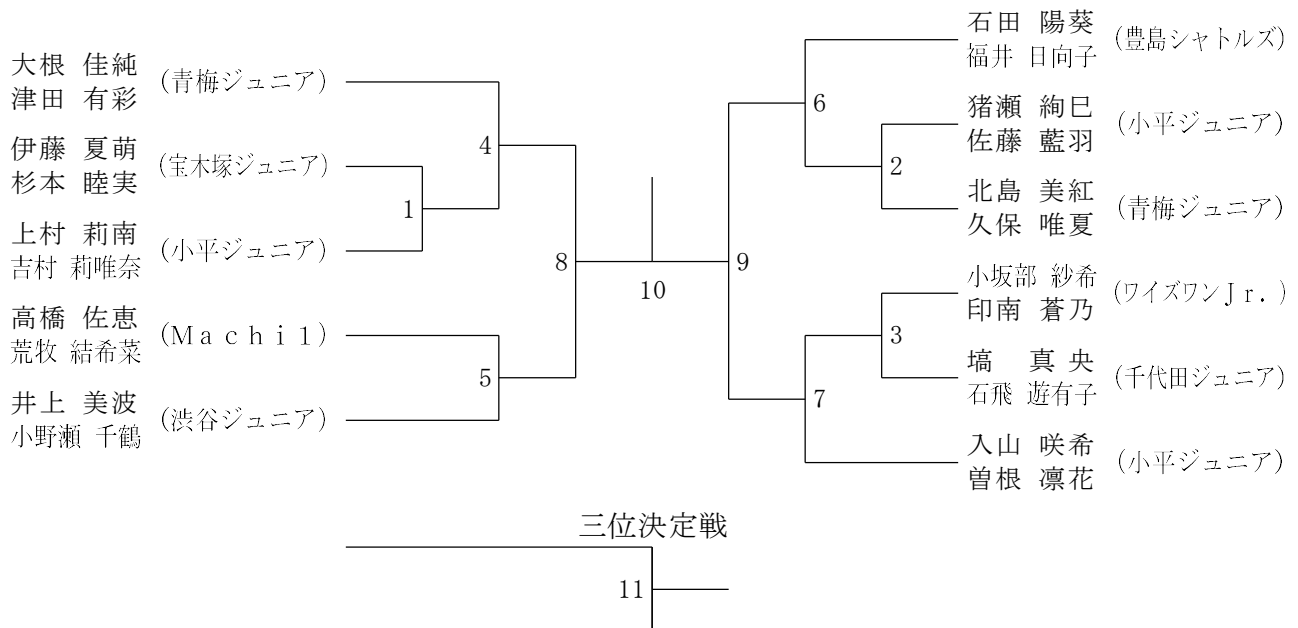 大根 佳純
津田 有彩
(青梅ジュニア)
4
伊藤 夏萌
杉本 睦実
(宝木塚ジュニア)
1
上村 莉南
吉村 莉唯奈
(小平ジュニア)
8
高橋 佐恵
荒牧 結希菜
(Ｍａｃｈｉ１)
5
井上 美波
小野瀬 千鶴
(渋谷ジュニア)
10
石田 陽葵
福井 日向子
(豊島シャトルズ)
6
猪瀬 絢巳
佐藤 藍羽
(小平ジュニア)
2
北島 美紅
久保 唯夏
(青梅ジュニア)
9
小坂部 紗希
印南 蒼乃
(ワイズワンＪｒ．)
3
塙 真央
石飛 遊有子
(千代田ジュニア)
7
入山 咲希
曽根 凛花
(小平ジュニア)
三位決定戦
11